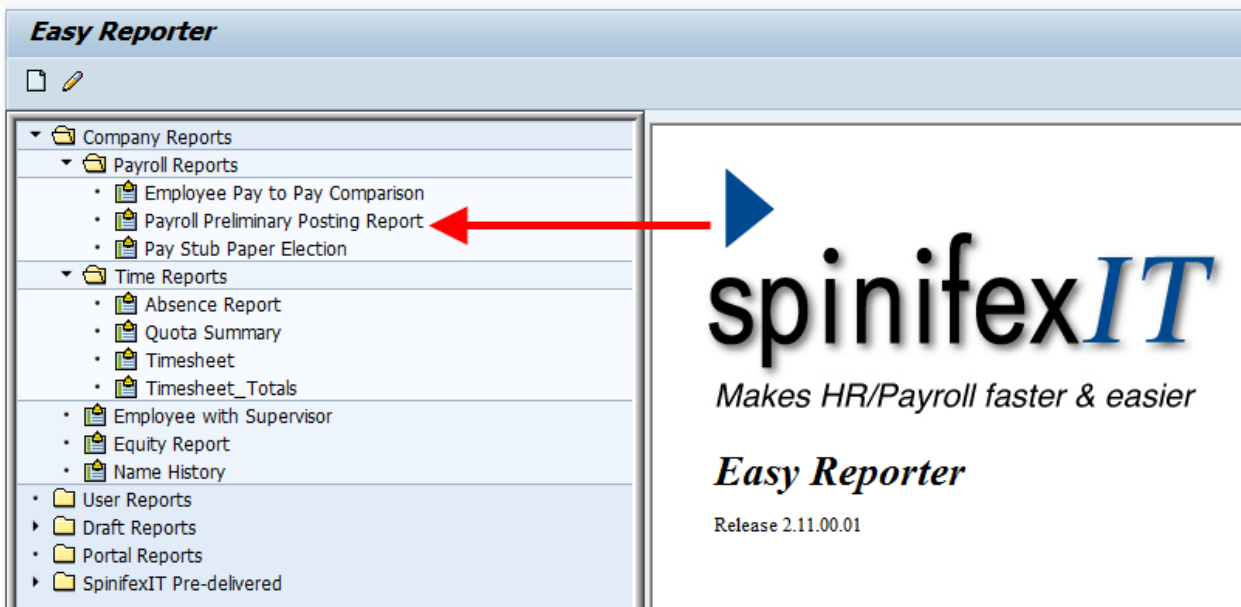 Easy Reporter
Company Reports
Payroll Reports
Employee Pay to Pay Comparison
Payroll Preliminary Posting Report
Pay Stub Paper Election
Time Reports
Absence Report
Quota Summary
Timesheet
Timesheet_Totals
Employee with Supervisor
Equity Report
Name History
User Reports
Draft Reports
Portal Reports
SpinifexIT Pre-delivered
spinifexIT
Makes HR/Payroll faster & easier
Easy Reporter
Release 2.11.00.01